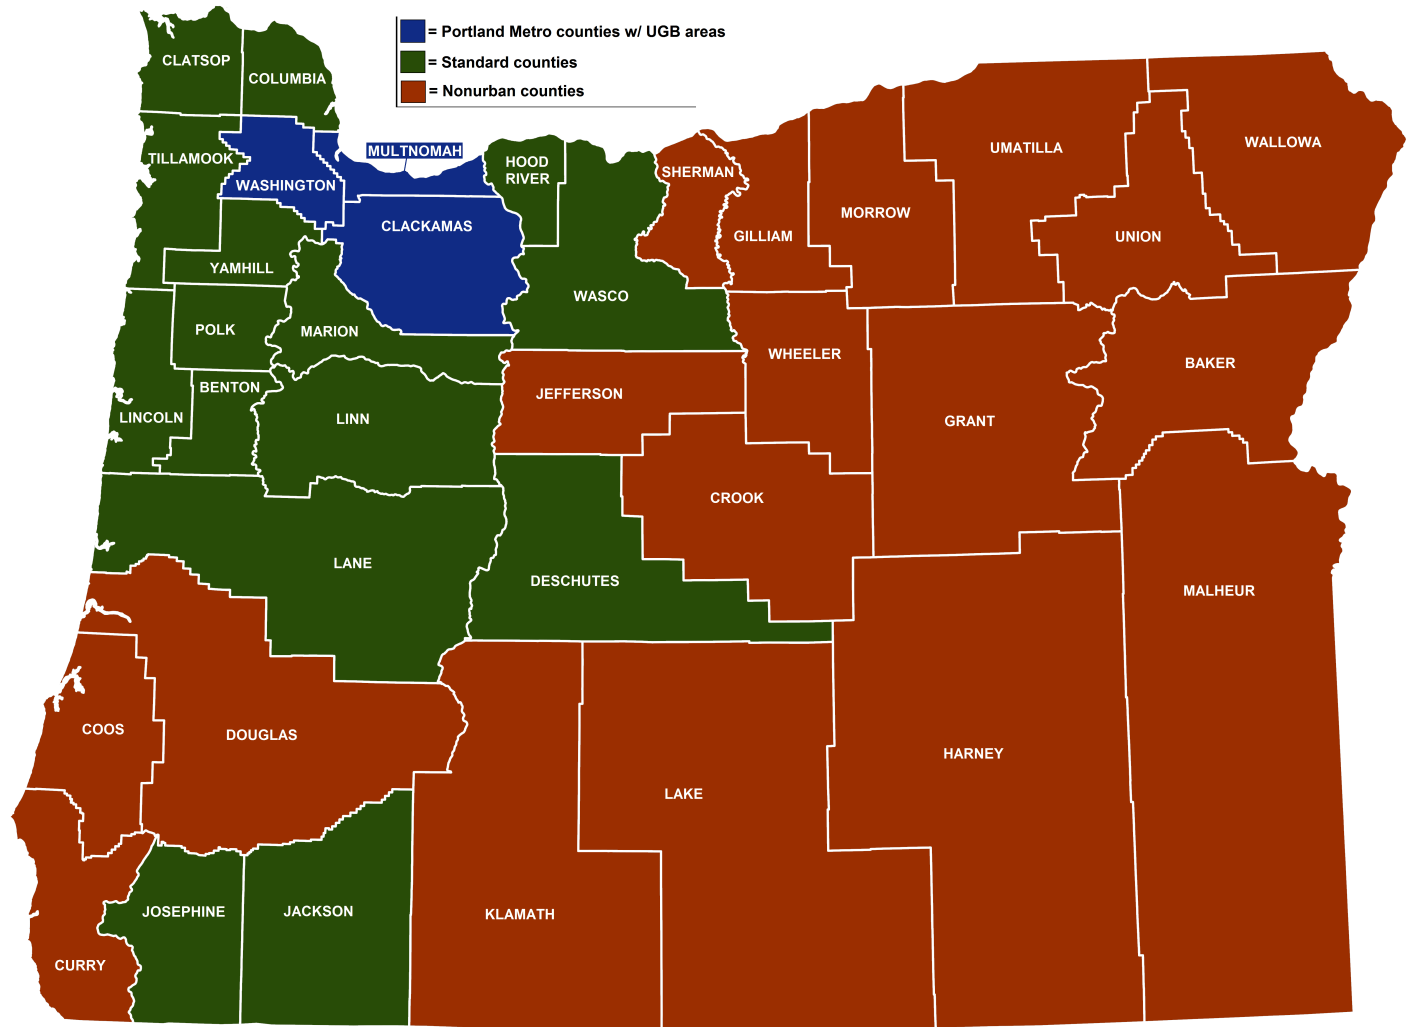 = Portland Metro counties w/ UGB areas
= Standard counties
= Nonurban counties
CLATSOP
COLUMBIA
TILLAMOOK
WASHINGTON
MULTNOMAH
HOOD
RIVER
SHERMAN
UMATILLA
WALLOWA
CLACKAMAS
GILLIAM
MORROW
UNION
YAMHILL
WASCO
POLK
MARION
WHEELER
BAKER
BENTON
JEFFERSON
LINCOLN
LINN
GRANT
CROOK
LANE
DESCHUTES
MALHEUR
COOS
DOUGLAS
HARNEY
LAKE
JOSEPHINE
JACKSON
KLAMATH
CURRY